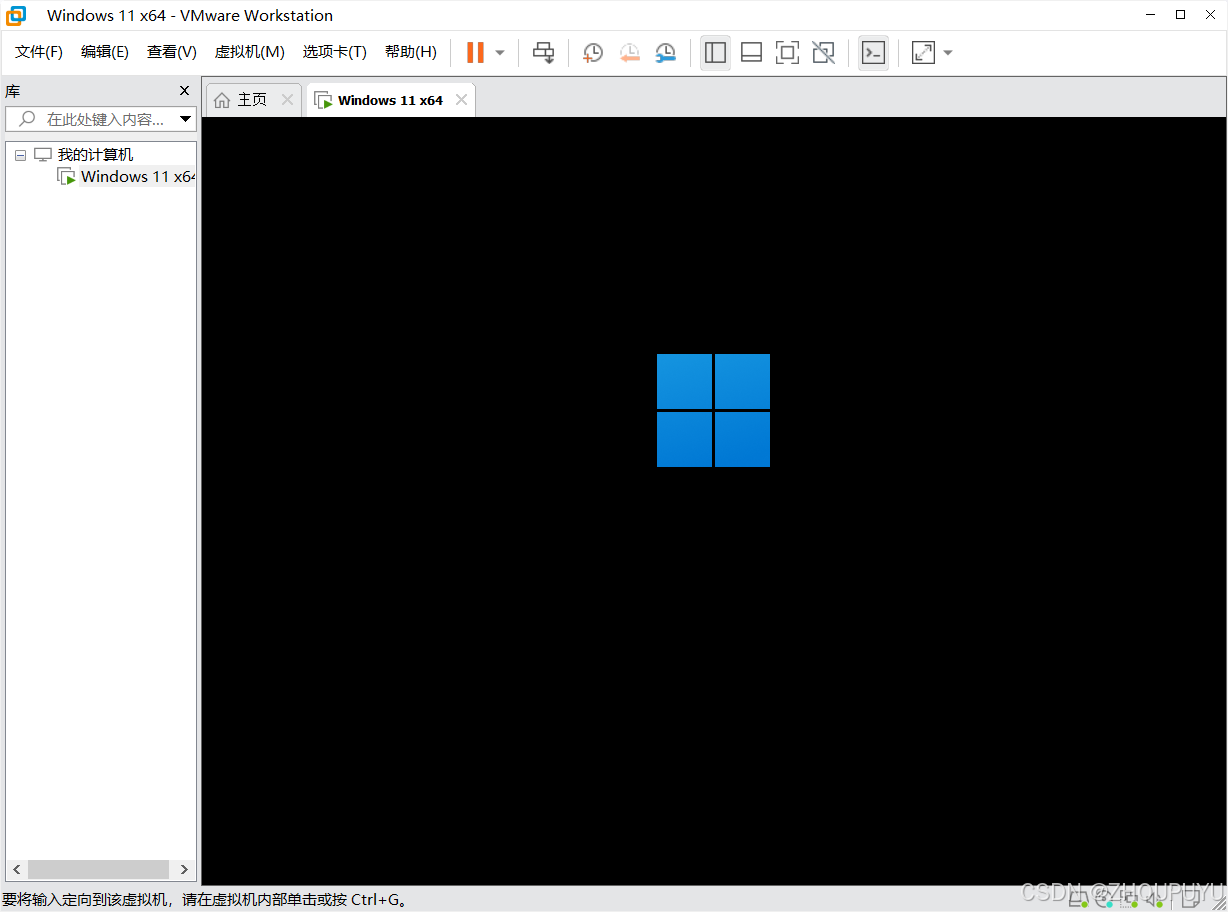 Windows 11 x64 - VMware Workstation
文件(F) 编辑(E) 查看(V) 虚拟机(M) 选项卡(T) 帮助(H)
库
在此处键入内容...
我的计算机
Windows 11 x64
主页
Windows 11 x64
要将输入定向到该虚拟机，请在虚拟机内部单击或按 Ctrl+G。
CSDN @ZHOUPUYU